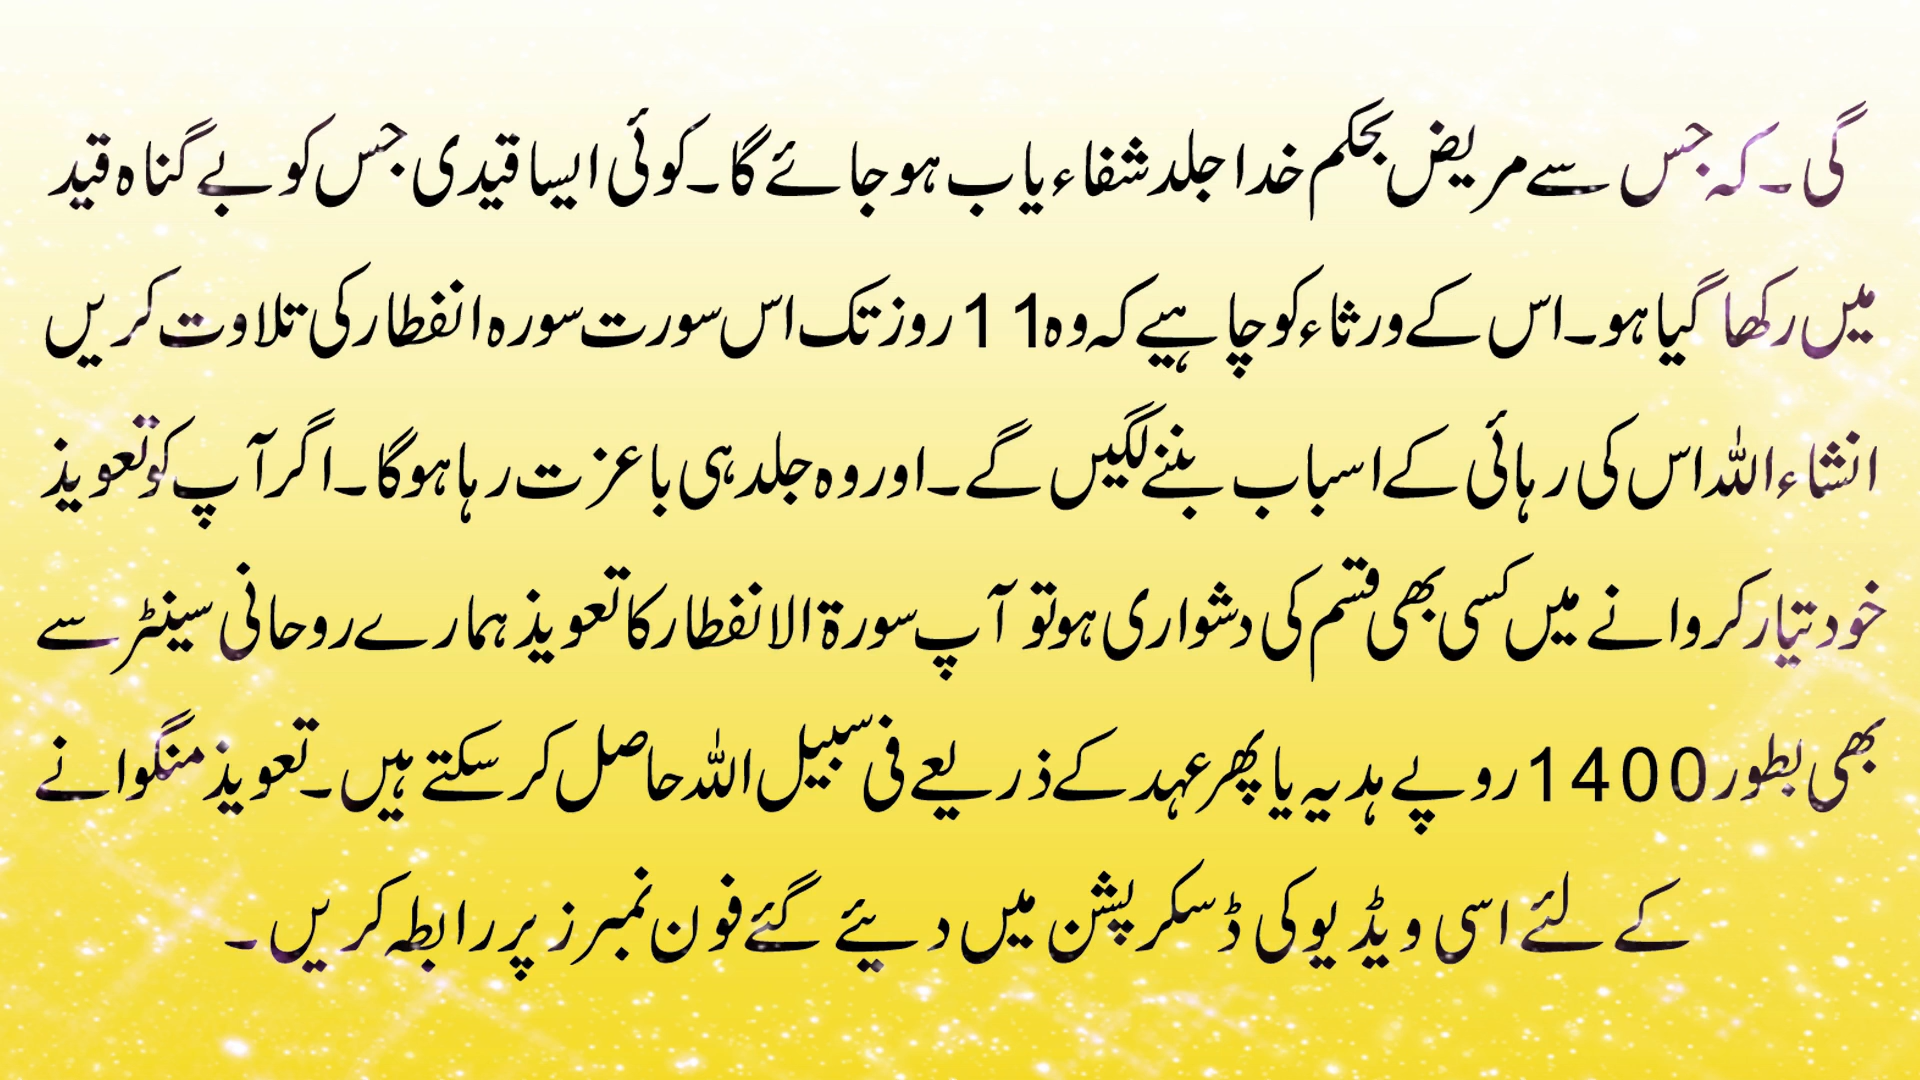 گی۔کہ جس سے مریض بحکم خدا جلد شفاء یاب ہوجائے گا۔کوئی ایسا قیدی جس کو بے گناہ قید
میں رکھا گیا ہو۔اس کے ورثاء کو چاہیے کہ وہ 11 روز تک اس سورت سورہ انفطار کی تلاوت کریں
انشاءاللہ اس کی رہائی کے اسباب بننے لگیں گے۔اور وہ جلد ہی باعزت رہا ہوگا۔اگر آپ کو تعویذ
خود تیار کروانے میں کسی بھی قسم کی دشواری ہو تو آپ سورۃ الانفطار کا تعویذ ہمارے روحانی سینٹر سے
بھی بطور 1400 روپے ہدیہ یا پھر عہد کے ذریعے فی سبیل اللہ حاصل کر سکتے ہیں۔تعویذ منگوانے
کے لئے اسی ویڈیو کی ڈسکرپشن میں دیئے گئے فون نمبرز پر رابطہ کریں۔